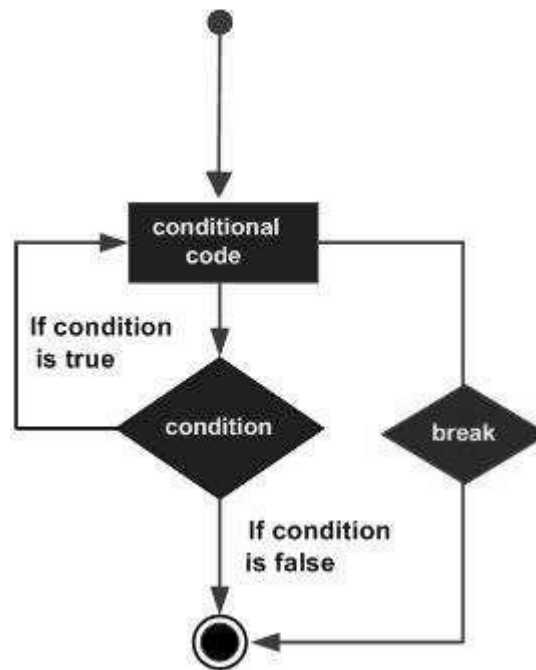 conditional
code
If condition
is true
condition
break
If condition
is false